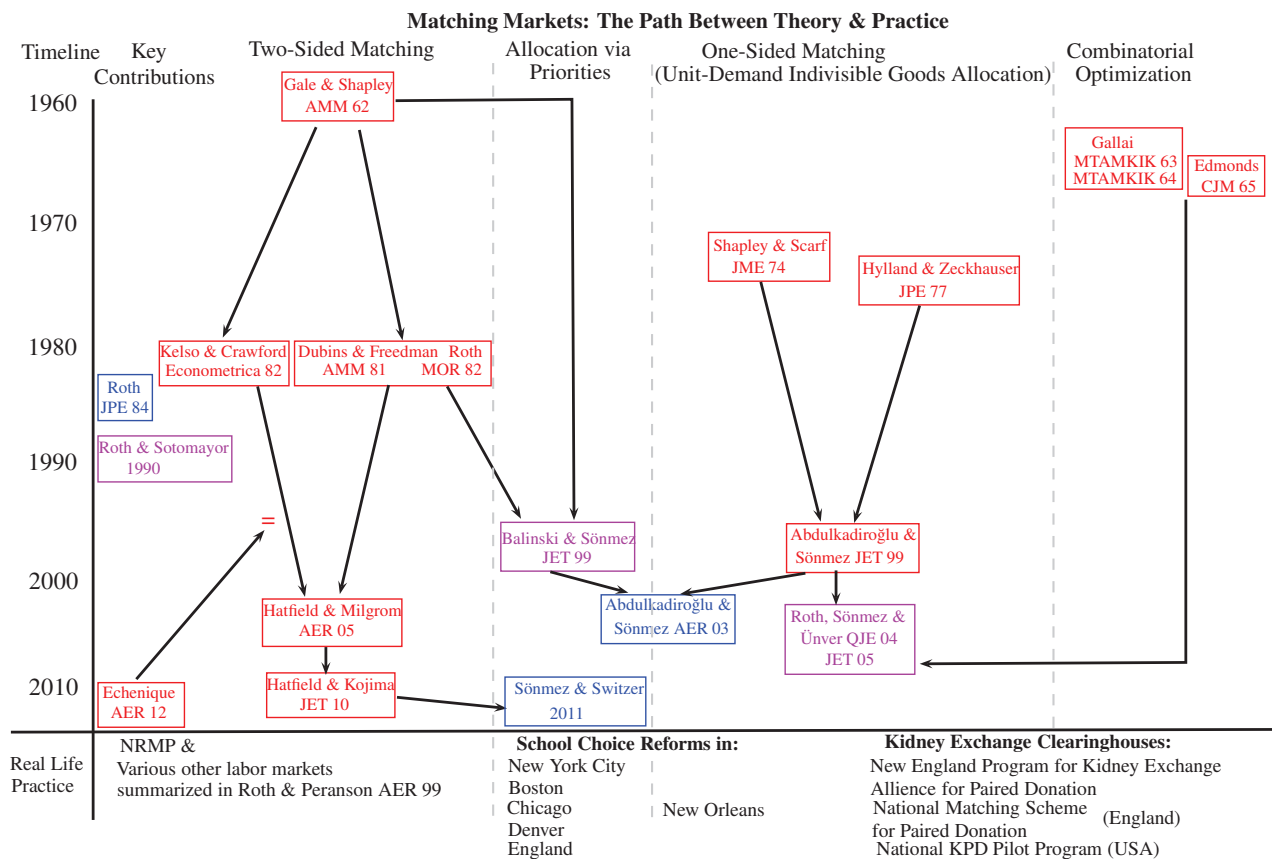 Matching Markets: The Path Between Theory & Practice
Timeline
Key
Contributions
Two-Sided Matching
Allocation via
Priorities
One-Sided Matching
(Unit-Demand Indivisible Goods Allocation)
Combinatorial
Optimization
1960
Gale & Shapley
AMM 62
Gallai
MTAMKIK 63
MTAMKIK 64
Edmonds
CJM 65
1970
Shapley & Scarf
JME 74
Hylland & Zeckhauser
JPE 77
1980
Kelso & Crawford
Econometrica 82
Dubins & Freedman Roth
AMM 81 MOR 82
Roth
JPE 84
Roth & Sotomayor
1990
1990
=
Balinski & Sönmez
JET 99
Abdulkadiroğlu &
Sönmez JET 99
2000
Hatfield & Milgrom
AER 05
Abdulkadiroğlu &
Sönmez AER 03
Roth, Sönmez &
Ünver QJE 04
JET 05
2010
Echenique
AER 12
Hatfield & Kojima
JET 10
Sönmez & Switzer
2011
Real Life
Practice
NRMP &
Various other labor markets
summarized in Roth & Peranson AER 99
School Choice Reforms in:
New York City
Boston
Chicago
Denver
England
New Orleans
Kidney Exchange Clearinghouses:
New England Program for Kidney Exchange
Allience for Paired Donation
National Matching Scheme
for Paired Donation
(England)
National KPD Pilot Program (USA)